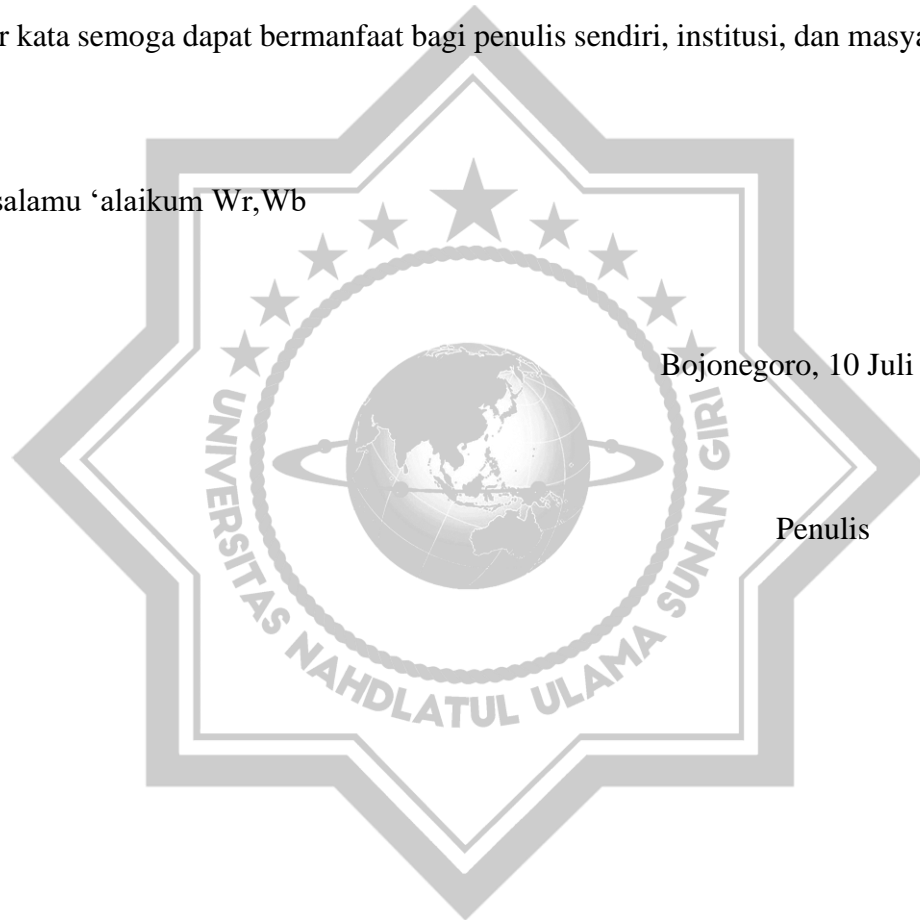 r kata semoga dapat bermanfaat bagi penulis sendiri, institusi, dan masya
salamu ‘alaikum Wr,Wb
Bojonegoro, 10 Juli
Penulis
UNIVERSITAS NAHDLATUL ULAMA SUNAN GIRI